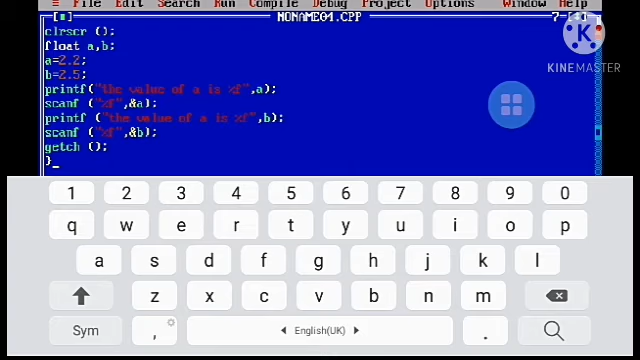 ≡ File Edit Search Run Compile Debug Project Options Window Help
[■] NONAME04.CPP 7=[↕]
clrscr ();
float a,b;
a=2.2;
b=2.5;
printf("the value of a is %f",a);
scanf ("%f",&a);
printf ("the value of a is %f",b);
scanf ("%f",&b);
getch ();
}_
KINEMASTER
1 2 3 4 5 6 7 8 9 0
q w e r t y u i o p
a s d f g h j k l
z x c v b n m
Sym , English(UK) .